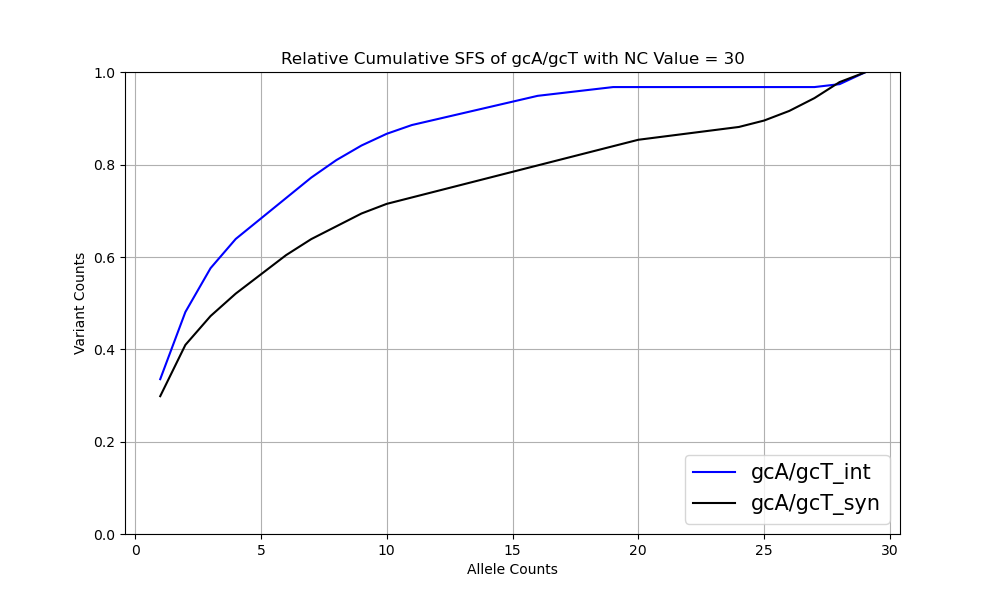 Relative Cumulative SFS of gcA/gcT with NC Value = 30
1.0
0.8
0.6
0.4
0.2
0.0
Variant Counts
gcA/gcT_int
gcA/gcT_syn
0 5 10 15 20 25 30
Allele Counts